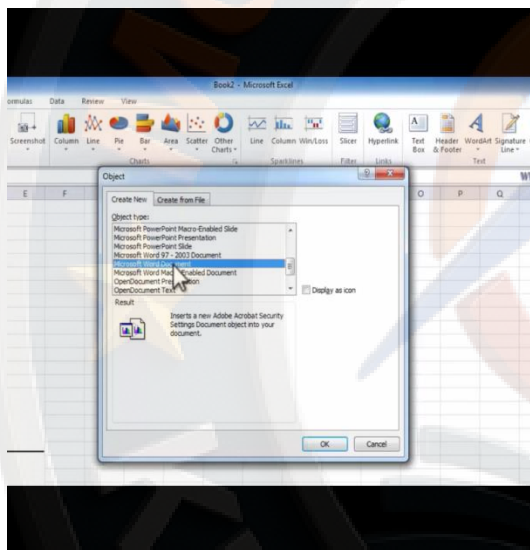 Book2 - Microsoft Excel
ormulas Data Review View
Screenshot Column Line Pie Bar Area Scatter Other Charts Line Column Win/Loss Slicer Hyperlink Text Box Header & Footer WordArt Signature Line
Charts Sparklines Filter Links Text
Object
E F O P Q
Create New Create from File
Object type:
Microsoft PowerPoint Macro-Enabled Slide
Microsoft PowerPoint Presentation
Microsoft PowerPoint Slide
Microsoft Word 97 - 2003 Document
Microsoft Word Document
Microsoft Word Macro-Enabled Document
OpenDocument Presentation
OpenDocument Text
Display as icon
Result
Inserts a new Adobe Acrobat Security
Settings Document object into your
document.
OK Cancel